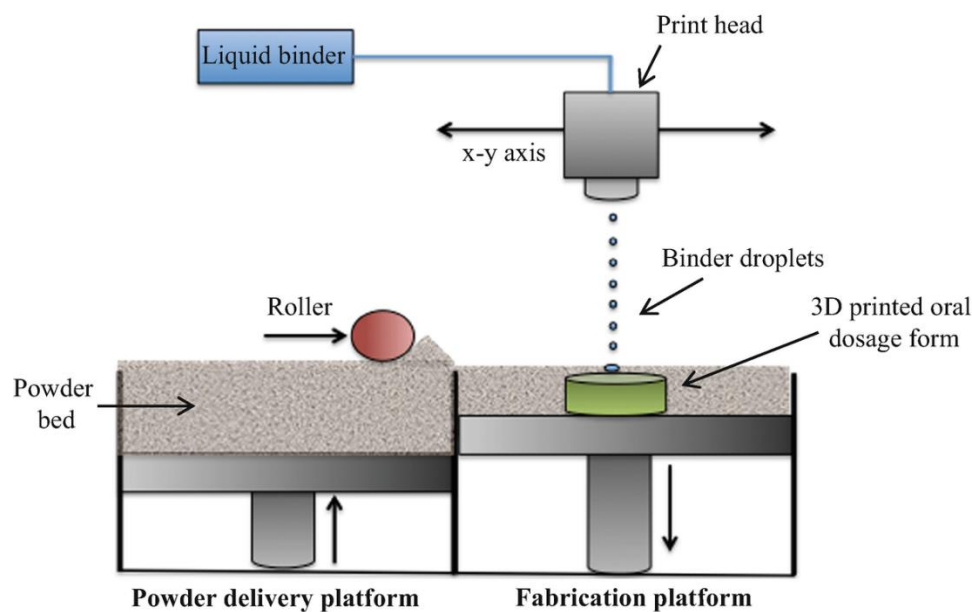 Print head
Liquid binder
x-y axis
Binder droplets
Roller
3D printed oral
dosage form
Powder
bed
Powder delivery platform
Fabrication platform